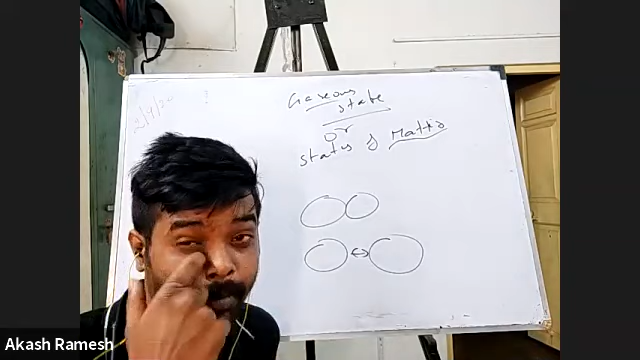 Gaseous
state
Or
states of Matter
Akash Ramesh